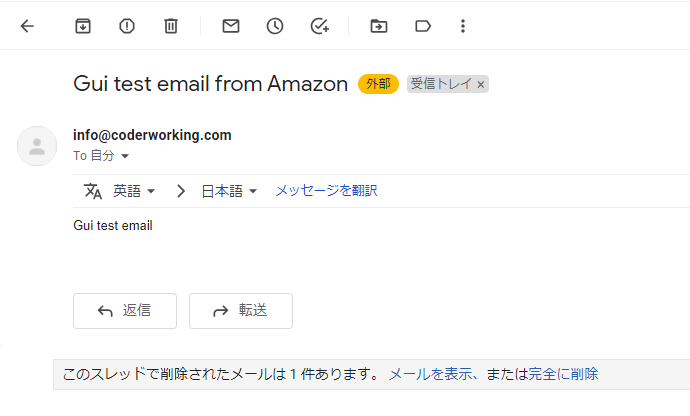 Gui test email from Amazon 外部 受信トレイ ×
info@coderworking.com
To 自分
英語 日本語 メッセージを翻訳
Gui test email
返信 転送
このスレッドで削除されたメールは 1 件あります。 メールを表示、または完全に削除